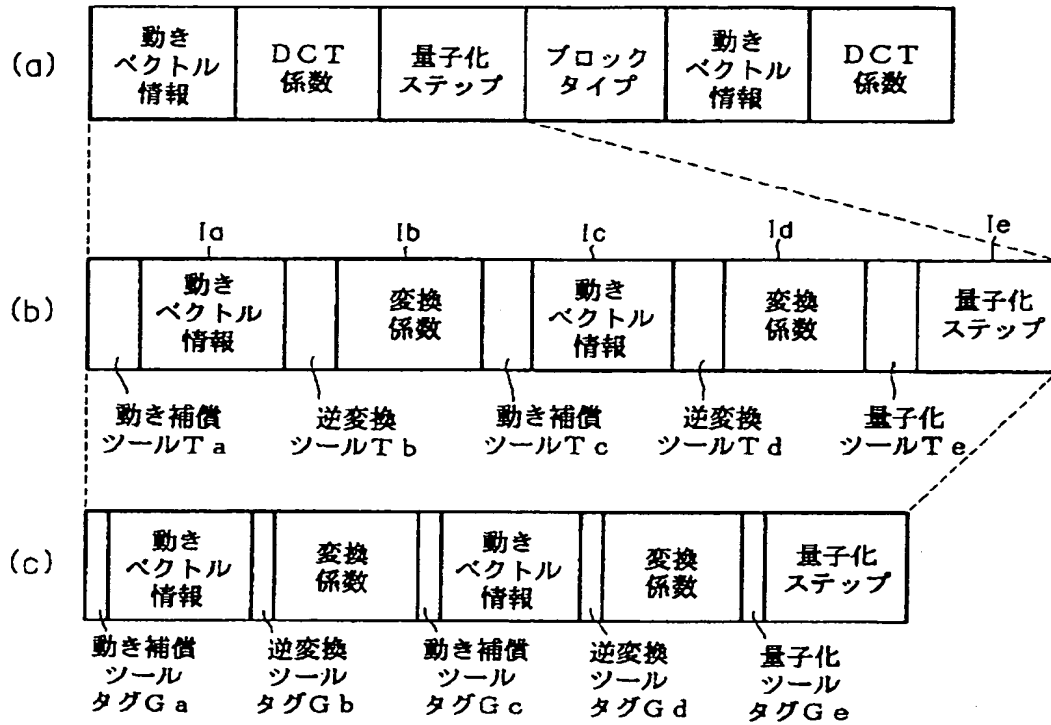 (a)
動き
ベクトル
情報
DCT
係数
量子化
ステップ
ブロック
タイプ
動き
ベクトル
情報
DCT
係数
Ia
Ib
Ic
Id
Ie
(b)
動き
ベクトル
情報
変換
係数
動き
ベクトル
情報
変換
係数
量子化
ステップ
動き補償
ツールTa
逆変換
ツールTb
動き補償
ツールTc
逆変換
ツールTd
量子化
ツールTe
(c)
動き
ベクトル
情報
変換
係数
動き
ベクトル
情報
変換
係数
量子化
ステップ
動き補償
ツール
タグGa
逆変換
ツール
タグGb
動き補償
ツール
タグGc
逆変換
ツール
タグGd
量子化
ツール
タグGe